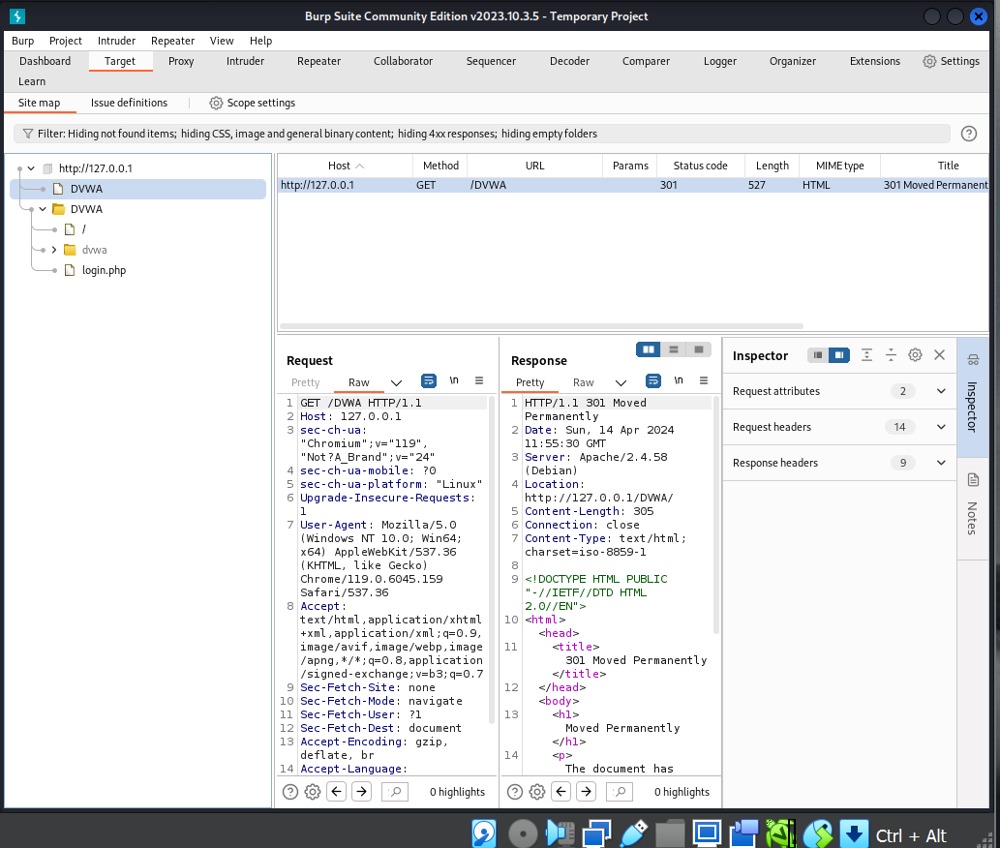 Burp Suite Community Edition v2023.10.3.5 - Temporary Project
Burp Project Intruder Repeater View Help
Dashboard Target Proxy Intruder Repeater Collaborator Sequencer Decoder Comparer Logger Organizer Extensions Settings
Learn
Site map Issue definitions Scope settings
Filter: Hiding not found items; hiding CSS, image and general binary content; hiding 4xx responses; hiding empty folders
http://127.0.0.1
DVWA
DVWA
/
dvwa
login.php
Host Method URL Params Status code Length MIME type Title
http://127.0.0.1 GET /DVWA 301 527 HTML 301 Moved Permanent
Request
Pretty Raw \n
1 GET /DVWA HTTP/1.1
2 Host: 127.0.0.1
3 sec-ch-ua:
"Chromium";v="119",
"Not?A_Brand";v="24"
4 sec-ch-ua-mobile: ?0
5 sec-ch-ua-platform: "Linux"
6 Upgrade-Insecure-Requests:
1
7 User-Agent: Mozilla/5.0
(Windows NT 10.0; Win64;
x64) AppleWebKit/537.36
(KHTML, like Gecko)
Chrome/119.0.6045.159
Safari/537.36
8 Accept:
text/html,application/xhtml
+xml,application/xml;q=0.9,
image/avif,image/webp,image
/apng,*/*;q=0.8,application
/signed-exchange;v=b3;q=0.7
9 Sec-Fetch-Site: none
10 Sec-Fetch-Mode: navigate
11 Sec-Fetch-User: ?1
12 Sec-Fetch-Dest: document
13 Accept-Encoding: gzip,
deflate, br
14 Accept-Language:
0 highlights
Response
Pretty Raw \n
1 HTTP/1.1 301 Moved
Permanently
2 Date: Sun, 14 Apr 2024
11:55:30 GMT
3 Server: Apache/2.4.58
(Debian)
4 Location:
http://127.0.0.1/DVWA/
5 Content-Length: 305
6 Connection: close
7 Content-Type: text/html;
charset=iso-8859-1
8
9 <!DOCTYPE HTML PUBLIC
"-//IETF//DTD HTML
2.0//EN">
10 <html>
<head>
11 <title>
301 Moved Permanently
</title>
12 </head>
<body>
13 <h1>
Moved Permanently
</h1>
14 <p>
The document has
0 highlights
Inspector
Request attributes 2
Request headers 14
Response headers 9
Inspector
Notes
Ctrl + Alt